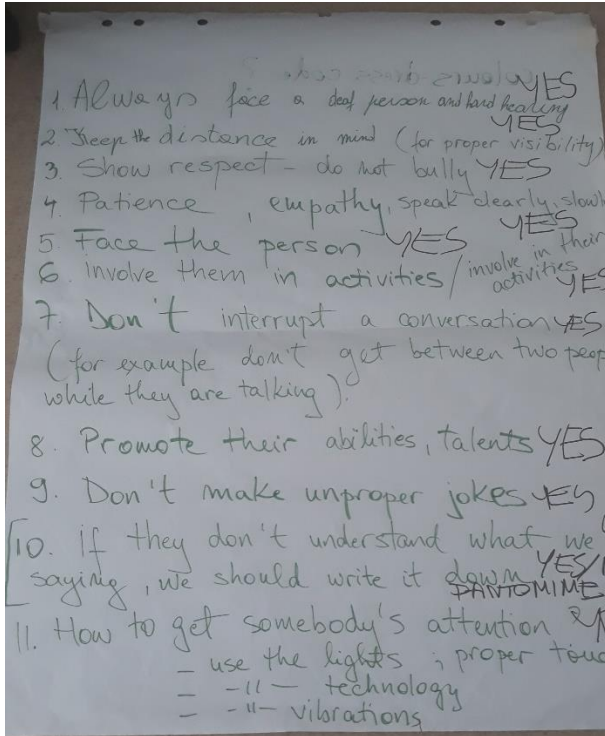 YES
1. Always face a deaf person and hard hearing
YES
2. Keep the distance in mind (for proper visibility)
3. Show respect - do not bully YES
4. Patience, empathy, speak clearly, slowl
YES
5. Face the person YES
6. involve them in activities / involve in their activities YES
7. Don't interrupt a conversation YES
(for example don't get between two peop
while they are talking).
8. Promote their abilities, talents YES
9. Don't make unproper jokes YES
10. if they don't understand what we
saying, we should write it down YES/
PANTOMIME
11. How to get somebody's attention ?
- use the lights ; proper touc
- -11- technology
- -11- vibrations